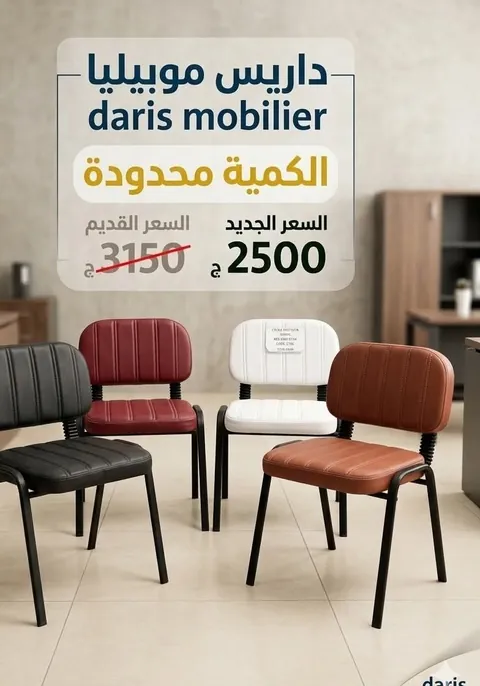 داريس موبيليا
daris mobilier
الكمية محدودة
السعر الجديد
2500 ج
السعر القديم
3150 ج
daris